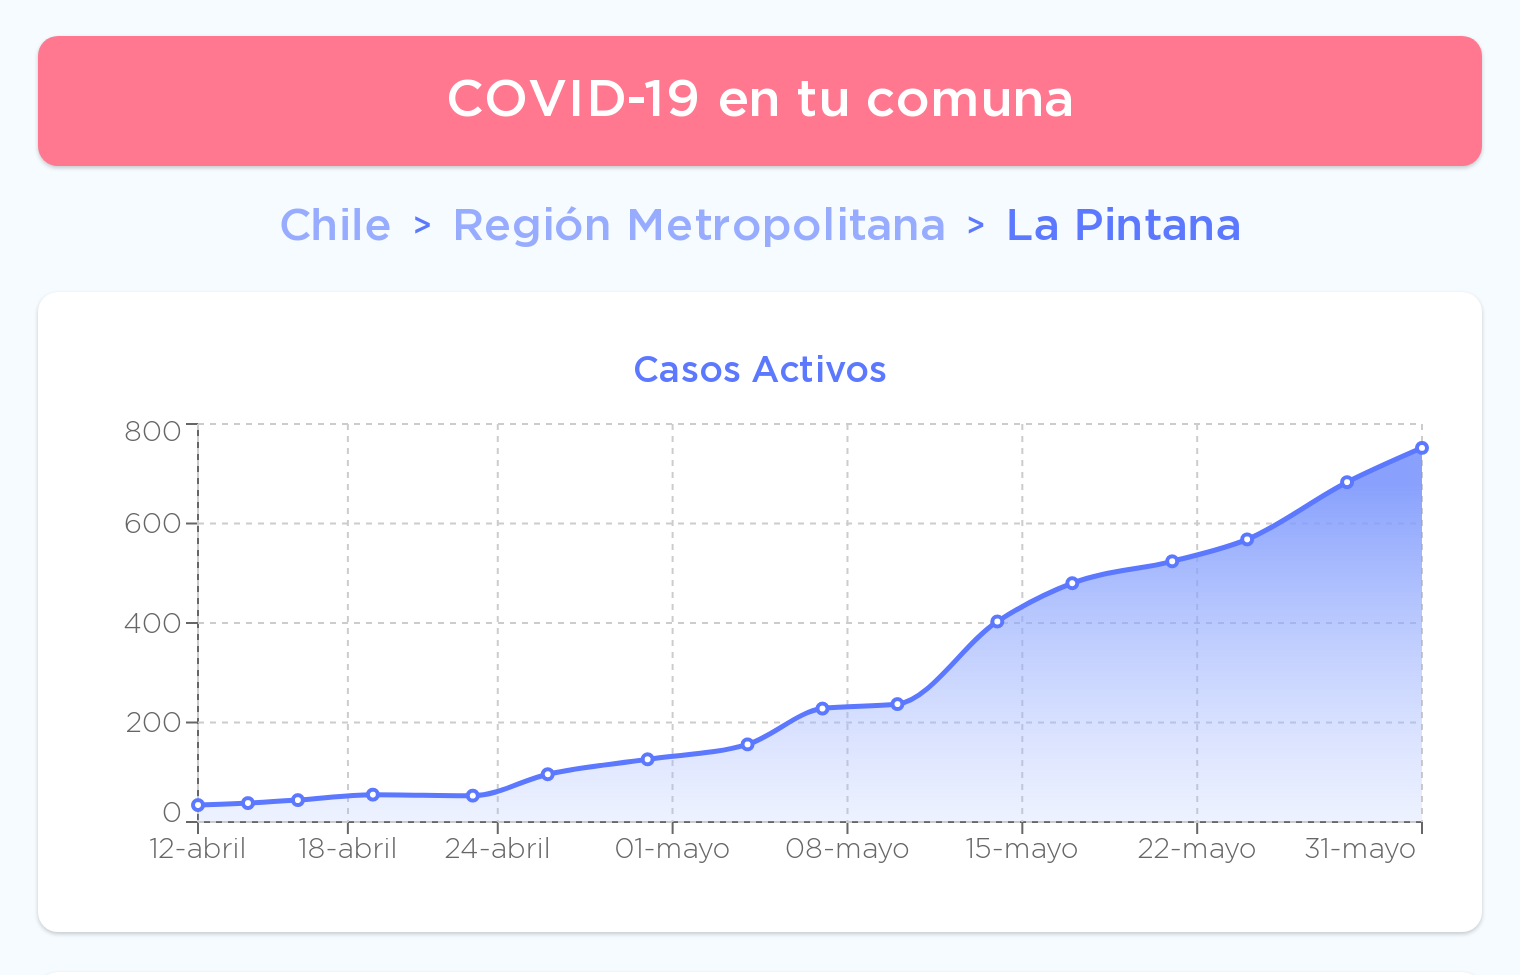 COVID-19 en tu comuna
Chile > Región Metropolitana > La Pintana
Casos Activos
800
600
400
200
0
12-abril 18-abril 24-abril 01-mayo 08-mayo 15-mayo 22-mayo 31-mayo